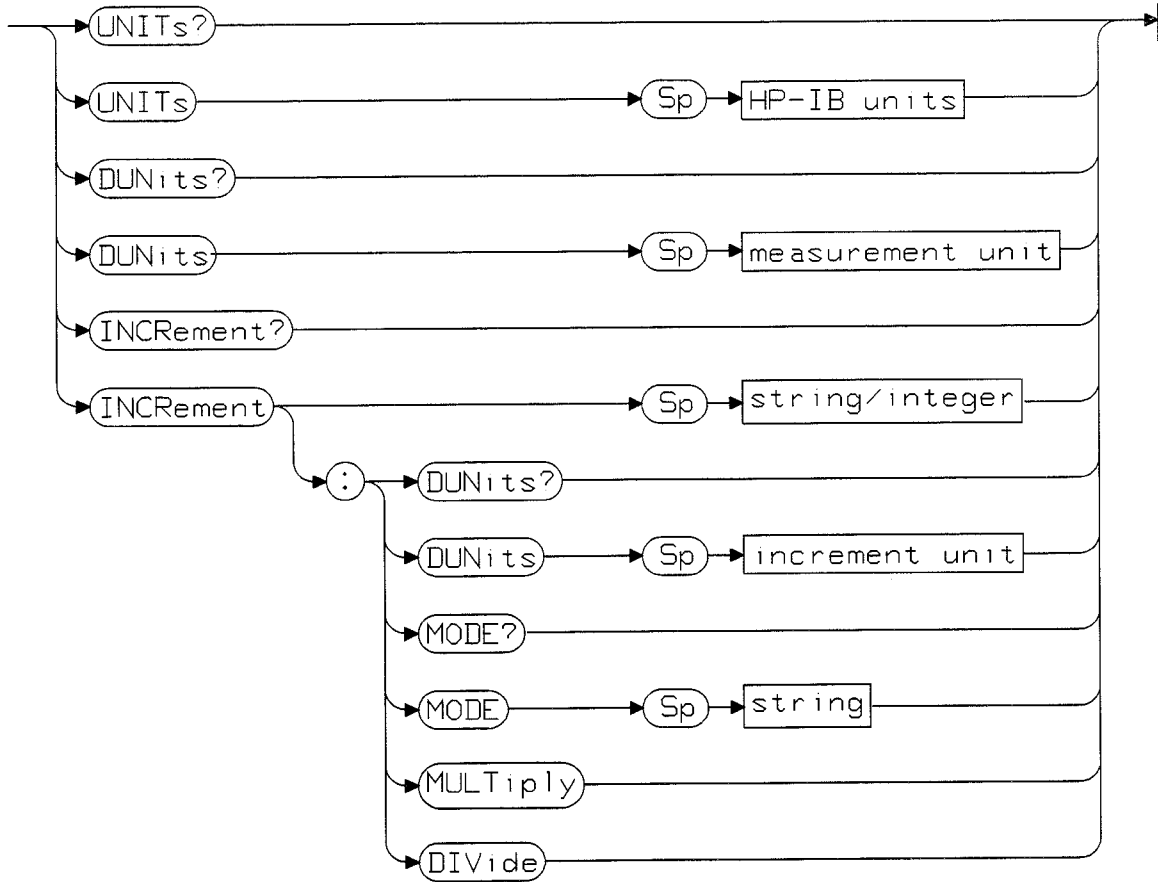 UNITs?
UNITs Sp HP-IB units
DUNits?
DUNits Sp measurement unit
INCRement?
INCRement Sp string/integer
: DUNits?
DUNits Sp increment unit
MODE?
MODE Sp string
MULTiply
DIVide